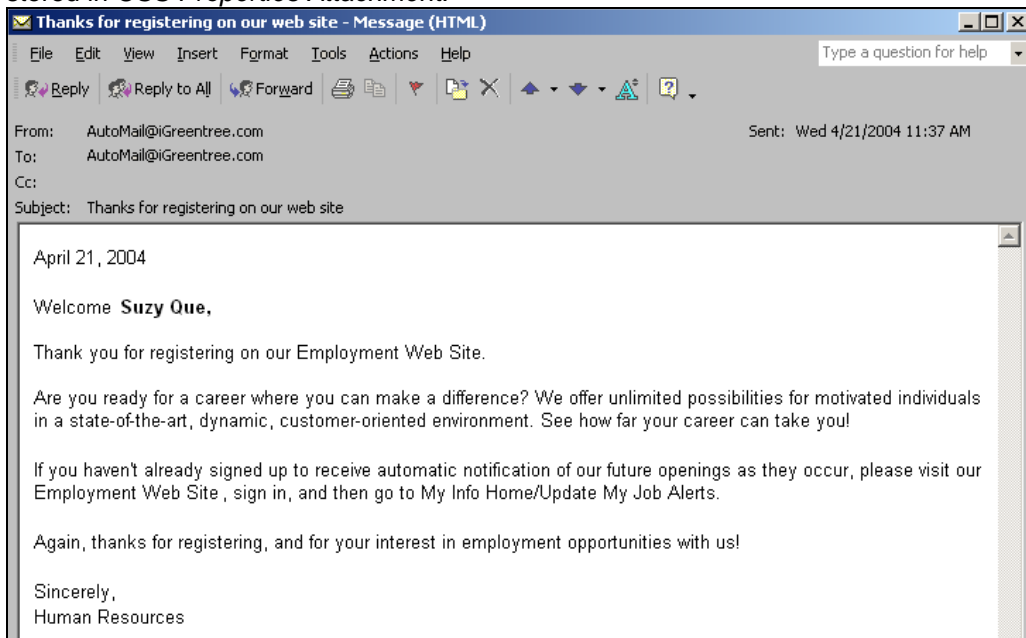 Thanks for registering on our web site - Message (HTML)
File Edit View Insert Format Tools Actions Help Type a question for help
Reply Reply to All Forward
From: AutoMail@iGreentree.com Sent: Wed 4/21/2004 11:37 AM
To: AutoMail@iGreentree.com
Cc:
Subject: Thanks for registering on our web site
April 21, 2004
Welcome Suzy Que,
Thank you for registering on our Employment Web Site.
Are you ready for a career where you can make a difference? We offer unlimited possibilities for motivated individuals
in a state-of-the-art, dynamic, customer-oriented environment. See how far your career can take you!
If you haven't already signed up to receive automatic notification of our future openings as they occur, please visit our
Employment Web Site , sign in, and then go to My Info Home/Update My Job Alerts.
Again, thanks for registering, and for your interest in employment opportunities with us!
Sincerely,
Human Resources